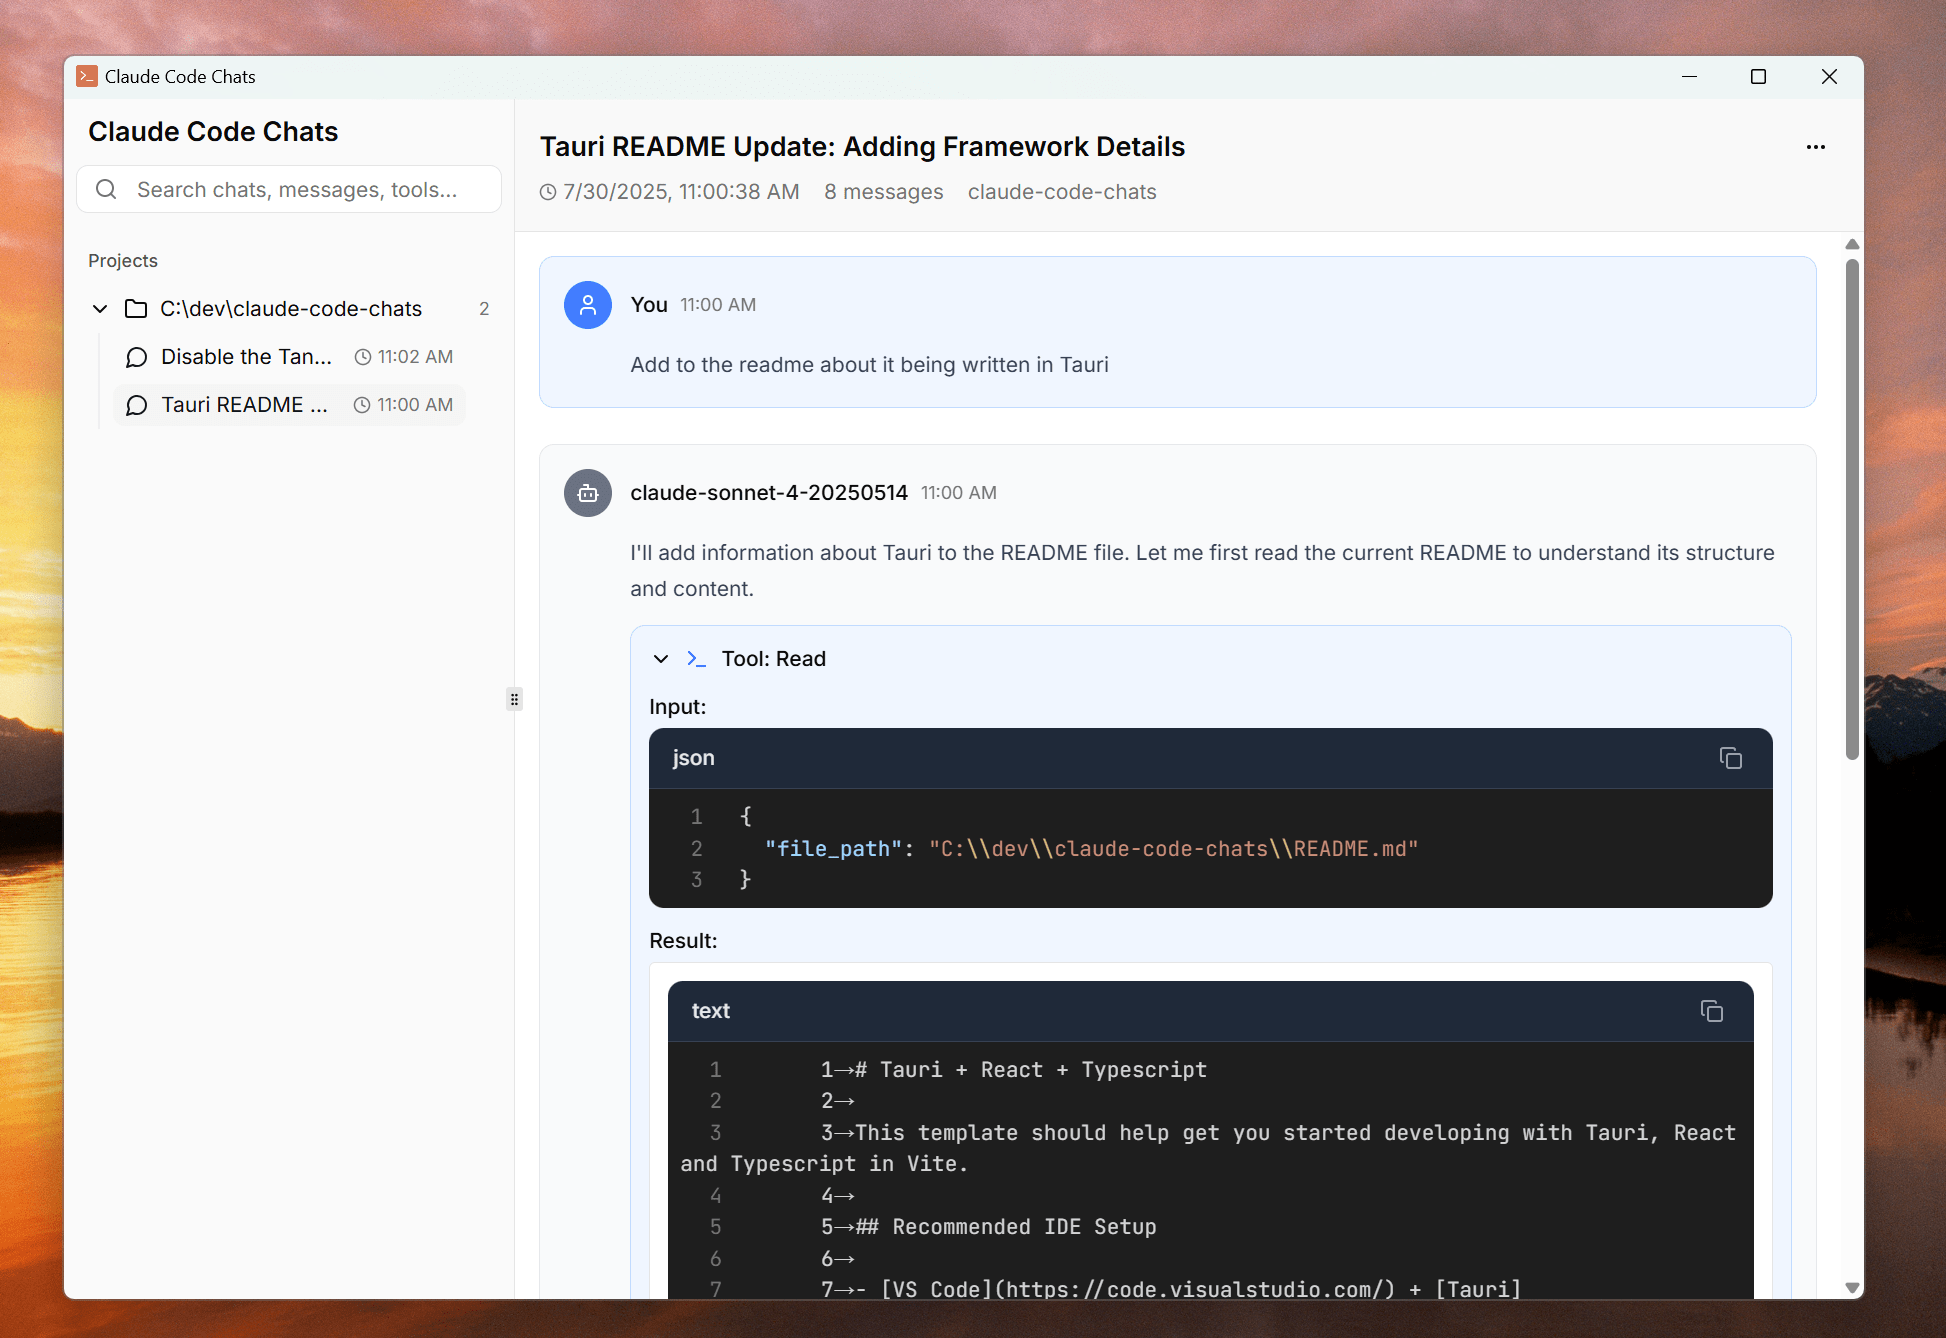 Claude Code Chats
Claude Code Chats
Search chats, messages, tools...
Projects
C:\dev\claude-code-chats 2
Disable the Tan... 11:02 AM
Tauri README ... 11:00 AM
Tauri README Update: Adding Framework Details
7/30/2025, 11:00:38 AM 8 messages claude-code-chats
You 11:00 AM
Add to the readme about it being written in Tauri
claude-sonnet-4-20250514 11:00 AM
I'll add information about Tauri to the README file. Let me first read the current README to understand its structure
and content.
Tool: Read
Input:
json
1 {
2 "file_path": "C:\\dev\\claude-code-chats\\README.md"
3 }
Result:
text
1 1→# Tauri + React + Typescript
2 2→
3 3→This template should help get you started developing with Tauri, React
and Typescript in Vite.
4 4→
5 5→## Recommended IDE Setup
6 6→
7 7→- [VS Code](https://code.visualstudio.com/) + [Tauri]